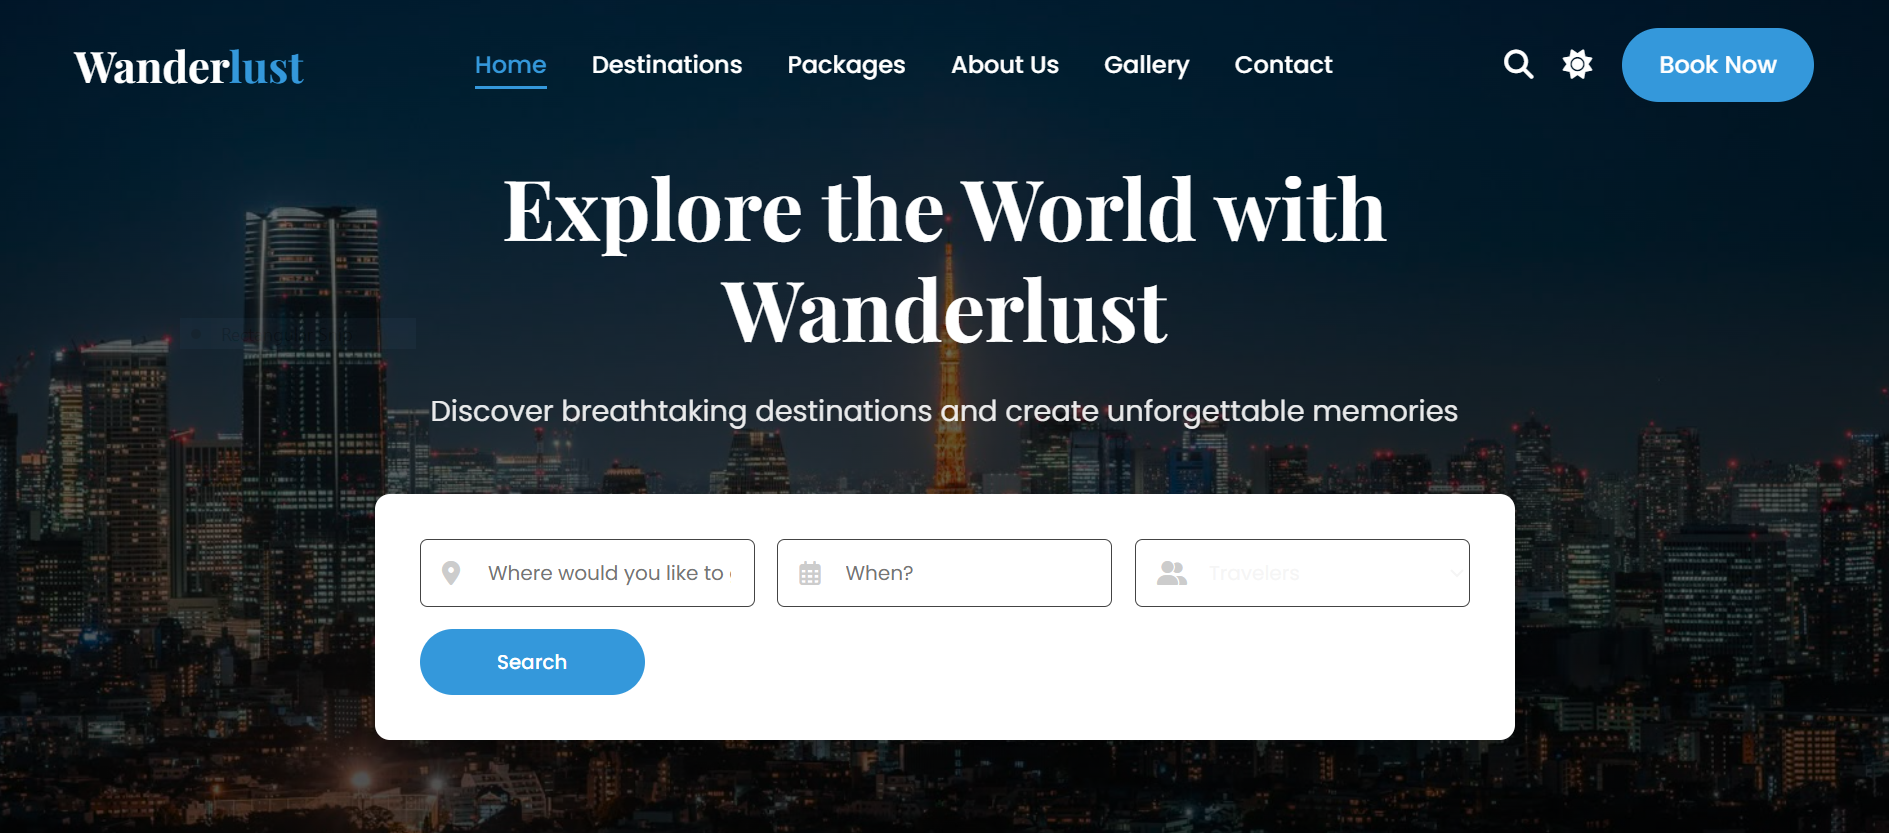 Wanderlust
Home Destinations Packages About Us Gallery Contact
Book Now
Explore the World with
Wanderlust
Discover breathtaking destinations and create unforgettable memories
Where would you like to
When?
Travelers
Search